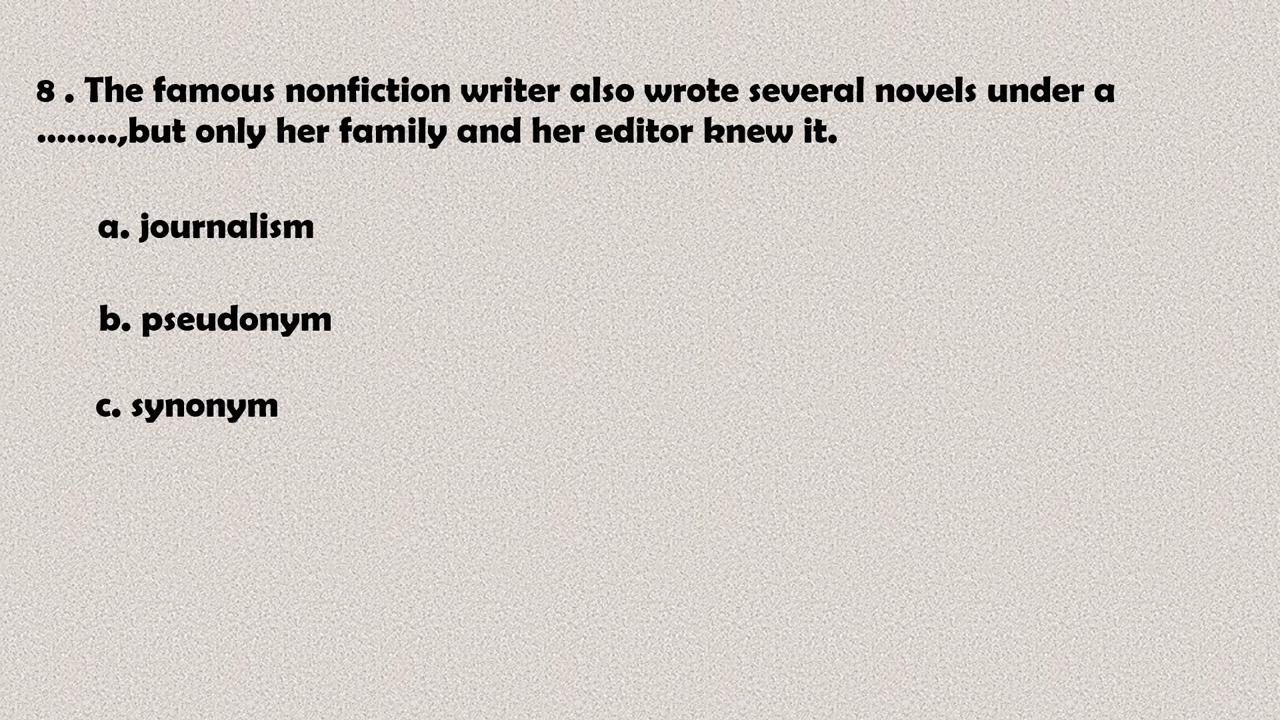 8 . The famous nonfiction writer also wrote several novels under a
........,but only her family and her editor knew it.
a. journalism
b. pseudonym
c. synonym